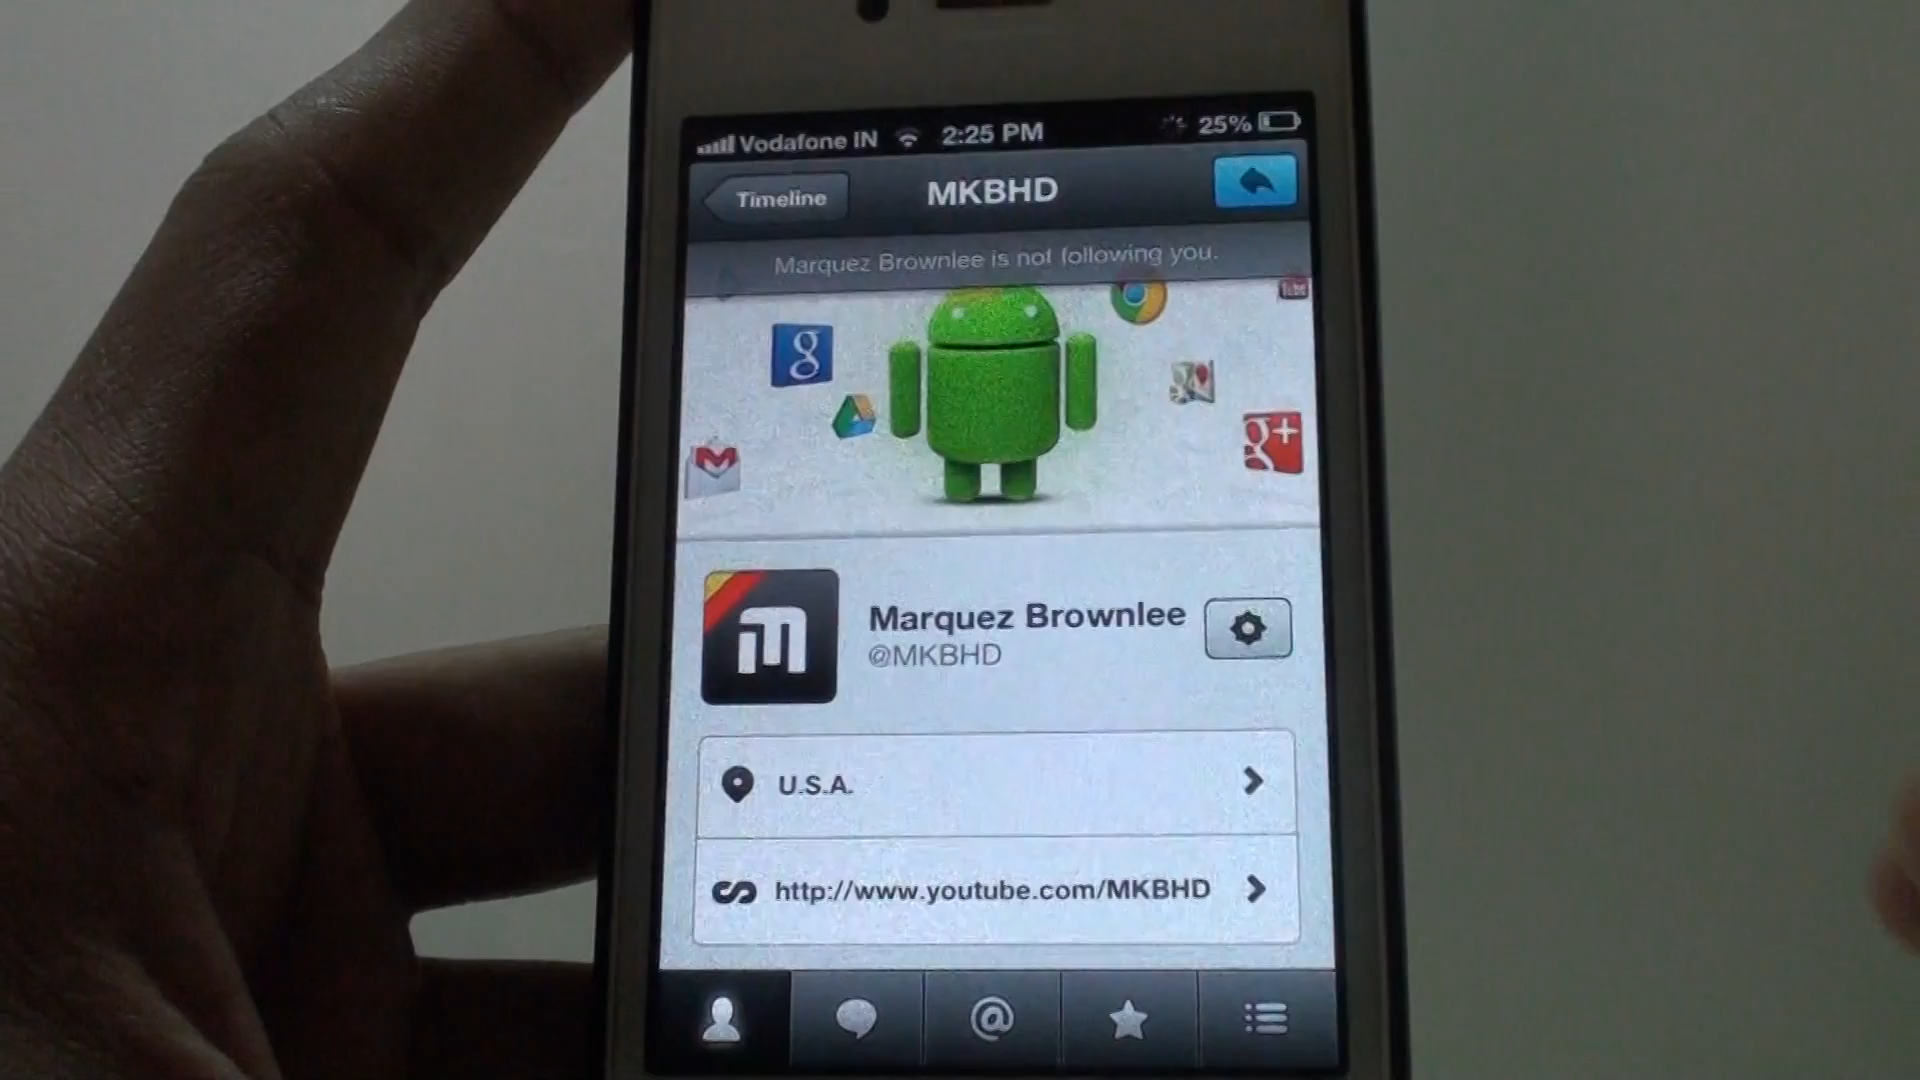 Vodafone IN 2:25 PM 25%
Timeline MKBHD
Marquez Brownlee is not following you.
Tube
g
g+
Marquez Brownlee
@MKBHD
U.S.A.
http://www.youtube.com/MKBHD
@